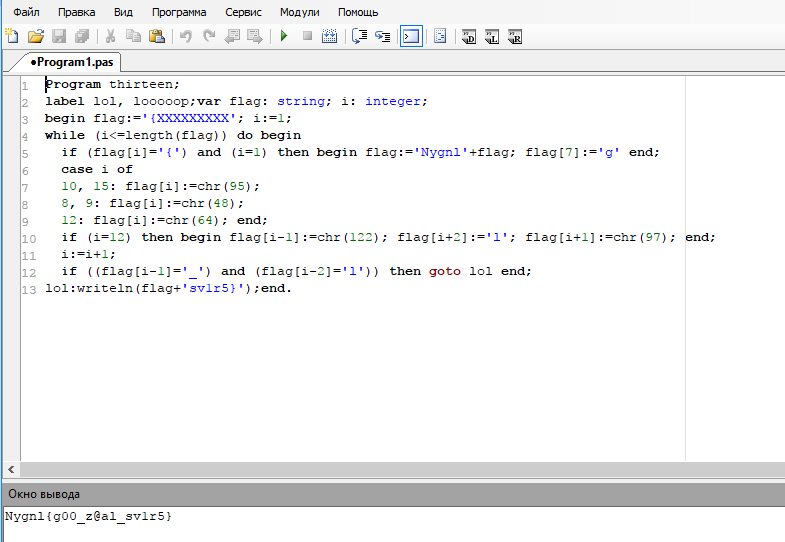 Файл Правка Вид Программа Сервис Модули Помощь
D L R
•Program1.pas
1 Program thirteen;
2 label lol, looooop;var flag: string; i: integer;
3 begin flag:='{XXXXXXXXX'; i:=1;
4 while (i<=length(flag)) do begin
5 if (flag[i]='{') and (i=1) then begin flag:='Nygnl'+flag; flag[7]:='g' end;
6 case i of
7 10, 15: flag[i]:=chr(95);
8 8, 9: flag[i]:=chr(48);
9 12: flag[i]:=chr(64); end;
10 if (i=12) then begin flag[i-1]:=chr(122); flag[i+2]:='l'; flag[i+1]:=chr(97); end;
11 i:=i+1;
12 if ((flag[i-1]='_') and (flag[i-2]='l')) then goto lol end;
13 lol:writeln(flag+'sv1r5}');end.
Окно вывода
Nygnl{g00_z@al_sv1r5}